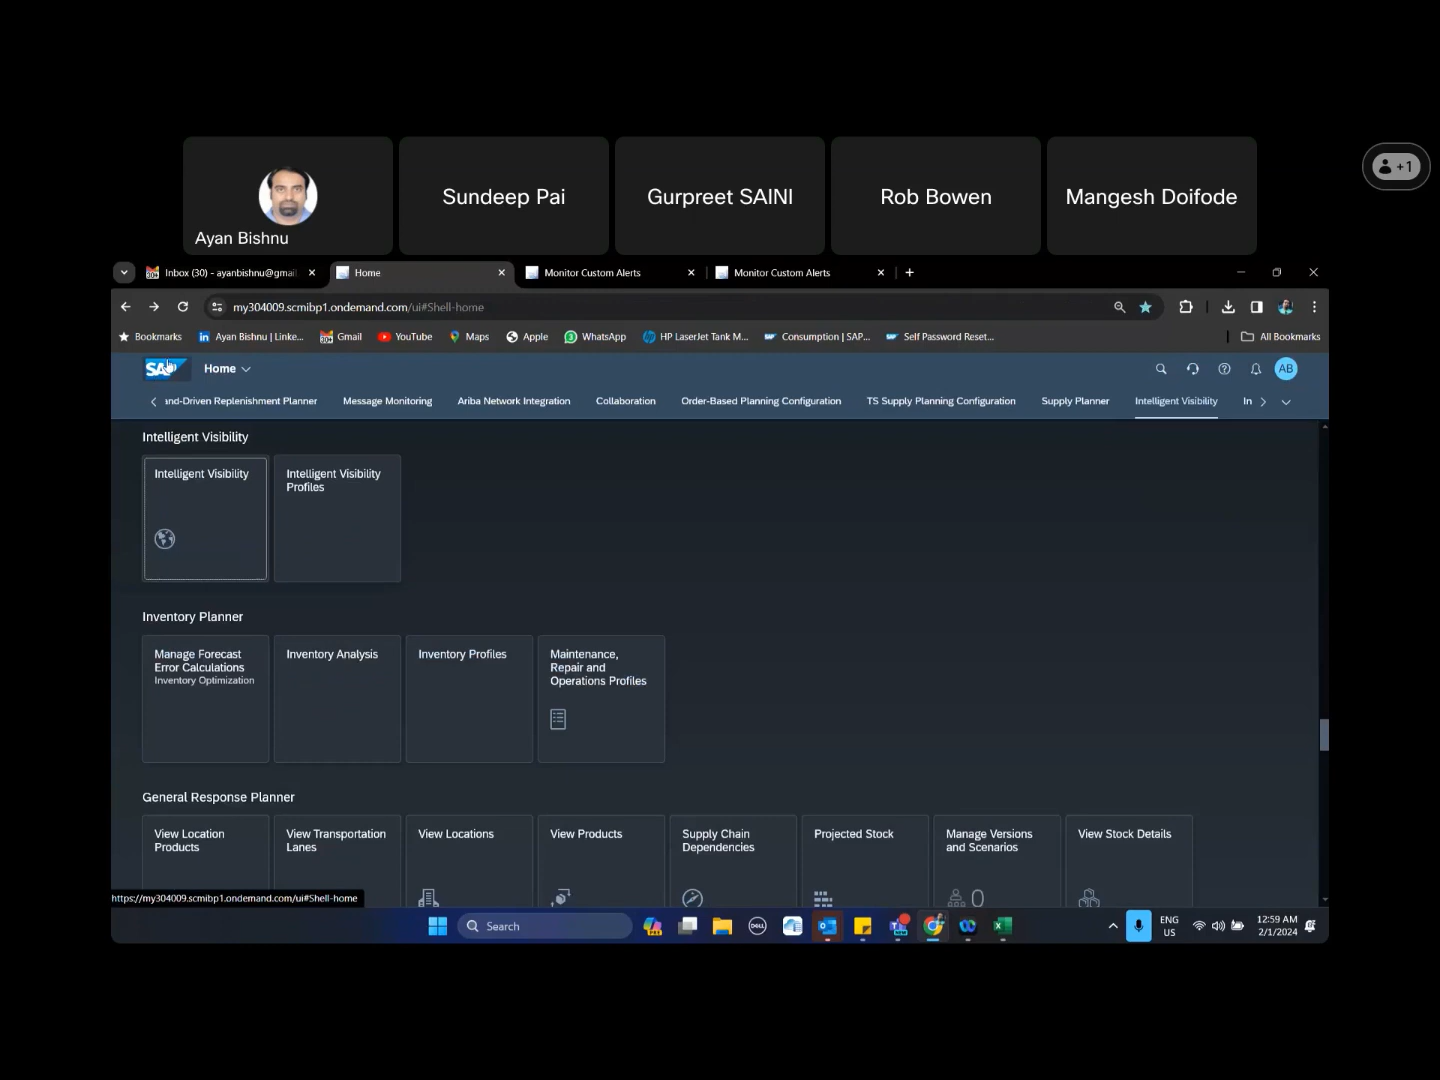 Ayan Bishnu
Sundeep Pai
Gurpreet SAINI
Rob Bowen
Mangesh Doifode
+1
Inbox (30) - ayanbishnu@gmai
Home
Monitor Custom Alerts
Monitor Custom Alerts
my304009.scmibp1.ondemand.com/ui#Shell-home
Bookmarks
Ayan Bishnu | Linke...
Gmail
YouTube
Maps
Apple
WhatsApp
HP LaserJet Tank M...
Consumption | SAP...
Self Password Reset...
All Bookmarks
SAP
Home
AB
and-Driven Replenishment Planner
Message Monitoring
Ariba Network Integration
Collaboration
Order-Based Planning Configuration
TS Supply Planning Configuration
Supply Planner
Intelligent Visibility
In
Intelligent Visibility
Intelligent Visibility
Intelligent Visibility
Profiles
Inventory Planner
Manage Forecast
Error Calculations
Inventory Optimization
Inventory Analysis
Inventory Profiles
Maintenance,
Repair and
Operations Profiles
General Response Planner
View Location
Products
View Transportation
Lanes
View Locations
View Products
Supply Chain
Dependencies
Projected Stock
Manage Versions
and Scenarios
0
View Stock Details
https://my304009.scmibp1.ondemand.com/ui#Shell-home
Search
DELL
ENG
US
12:59 AM
2/1/2024